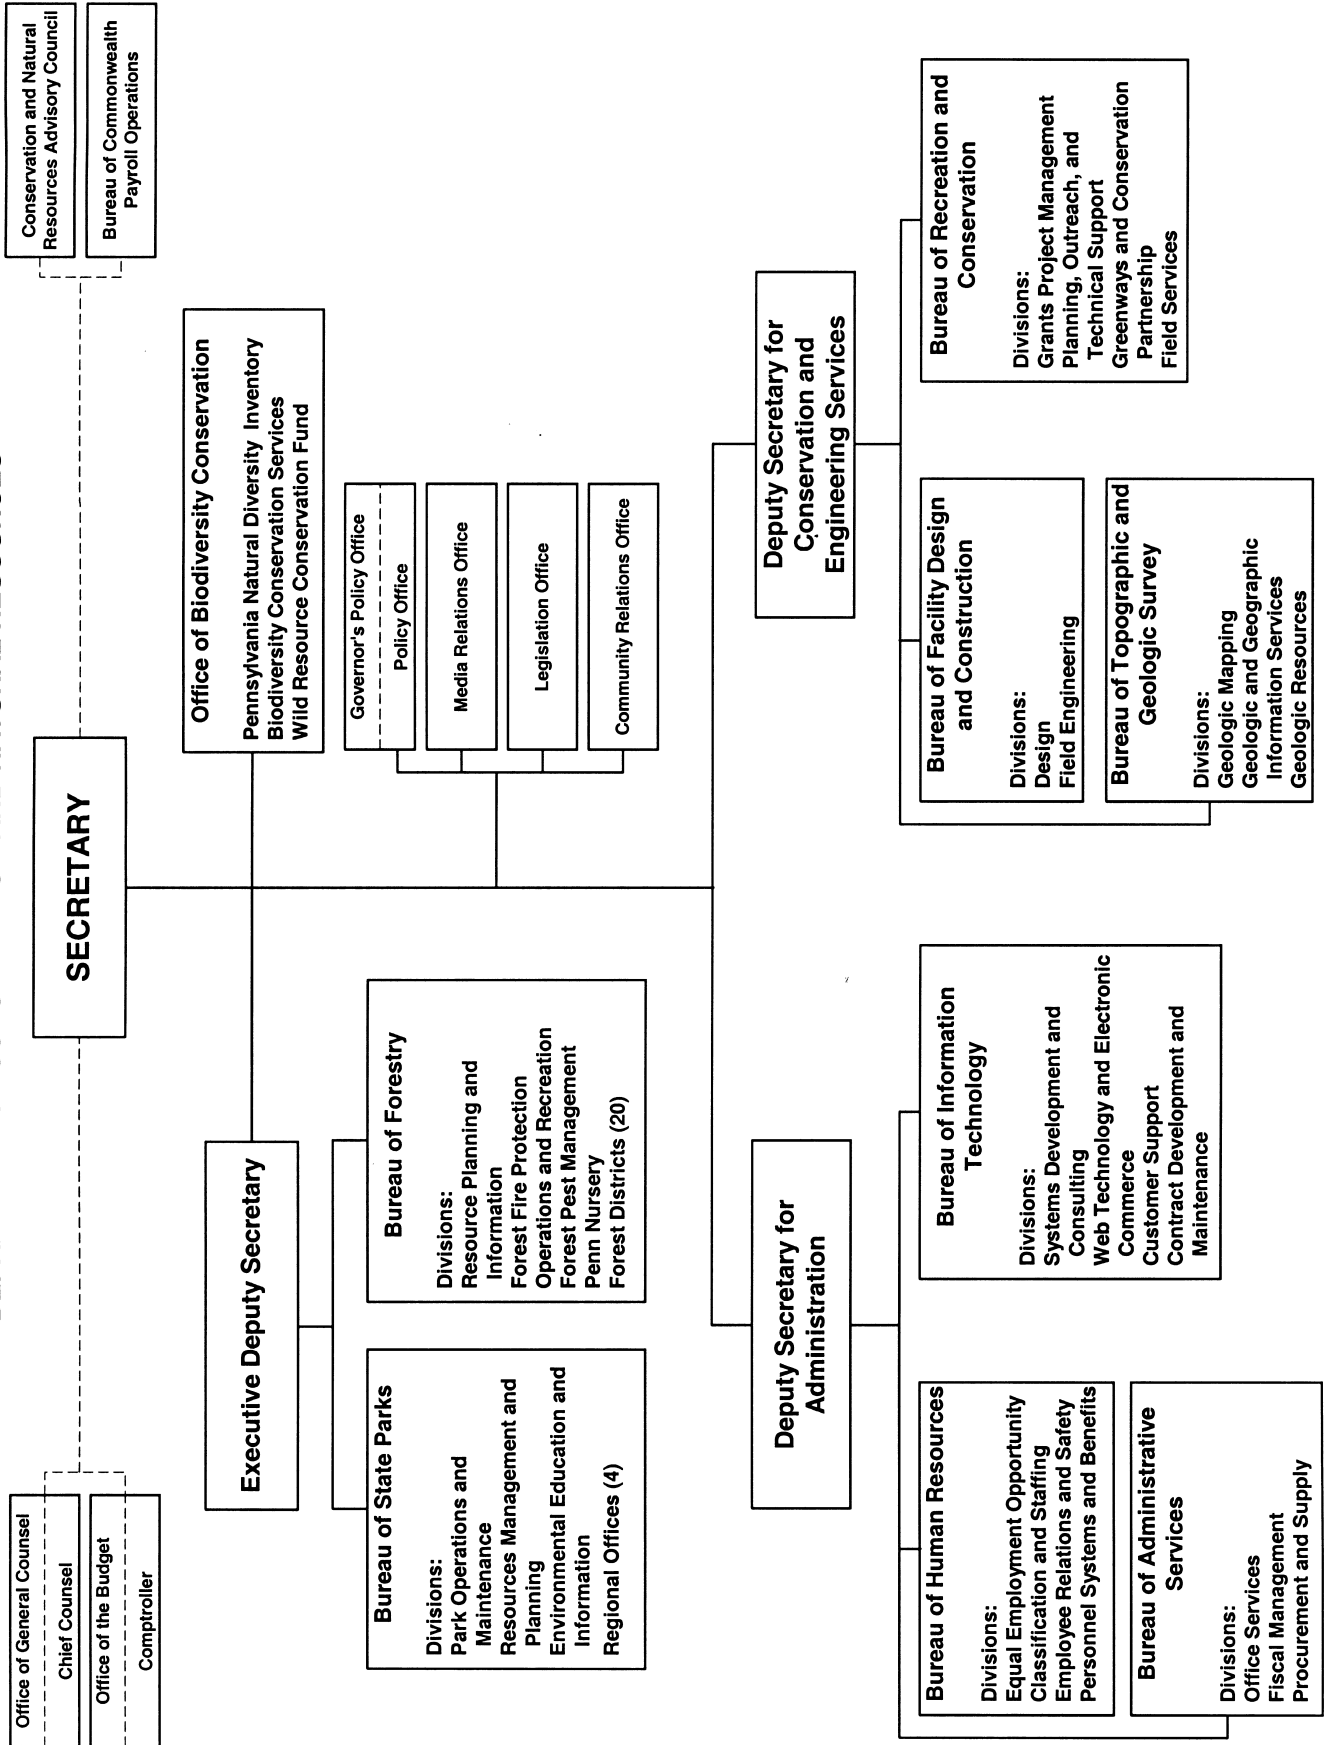 SECRETARY
Office of General Counsel
Chief Counsel
Office of the Budget
Comptroller
Conservation and Natural
Resources Advisory Council
Bureau of Commonwealth
Payroll Operations
Executive Deputy Secretary
Office of Biodiversity Conservation
Pennsylvania Natural Diversity Inventory
Biodiversity Conservation Services
Wild Resource Conservation Fund
Governor's Policy Office
Policy Office
Media Relations Office
Legislation Office
Community Relations Office
Bureau of State Parks
Divisions:
Park Operations and
Maintenance
Resources Management and
Planning
Environmental Education and
Information
Regional Offices (4)
Bureau of Forestry
Divisions:
Resource Planning and
Information
Forest Fire Protection
Operations and Recreation
Forest Pest Management
Penn Nursery
Forest Districts (20)
Deputy Secretary for
Administration
Deputy Secretary for
Conservation and
Engineering Services
Bureau of Human Resources
Divisions:
Equal Employment Opportunity
Classification and Staffing
Employee Relations and Safety
Personnel Systems and Benefits
Bureau of Administrative
Services
Divisions:
Office Services
Fiscal Management
Procurement and Supply
Bureau of Information
Technology
Divisions:
Systems Development and
Consulting
Web Technology and Electronic
Commerce
Customer Support
Contract Development and
Maintenance
Bureau of Facility Design
and Construction
Divisions:
Design
Field Engineering
Bureau of Topographic and
Geologic Survey
Divisions:
Geologic Mapping
Geologic and Geographic
Information Services
Geologic Resources
Bureau of Recreation and
Conservation
Divisions:
Grants Project Management
Planning, Outreach, and
Technical Support
Greenways and Conservation
Partnership
Field Services